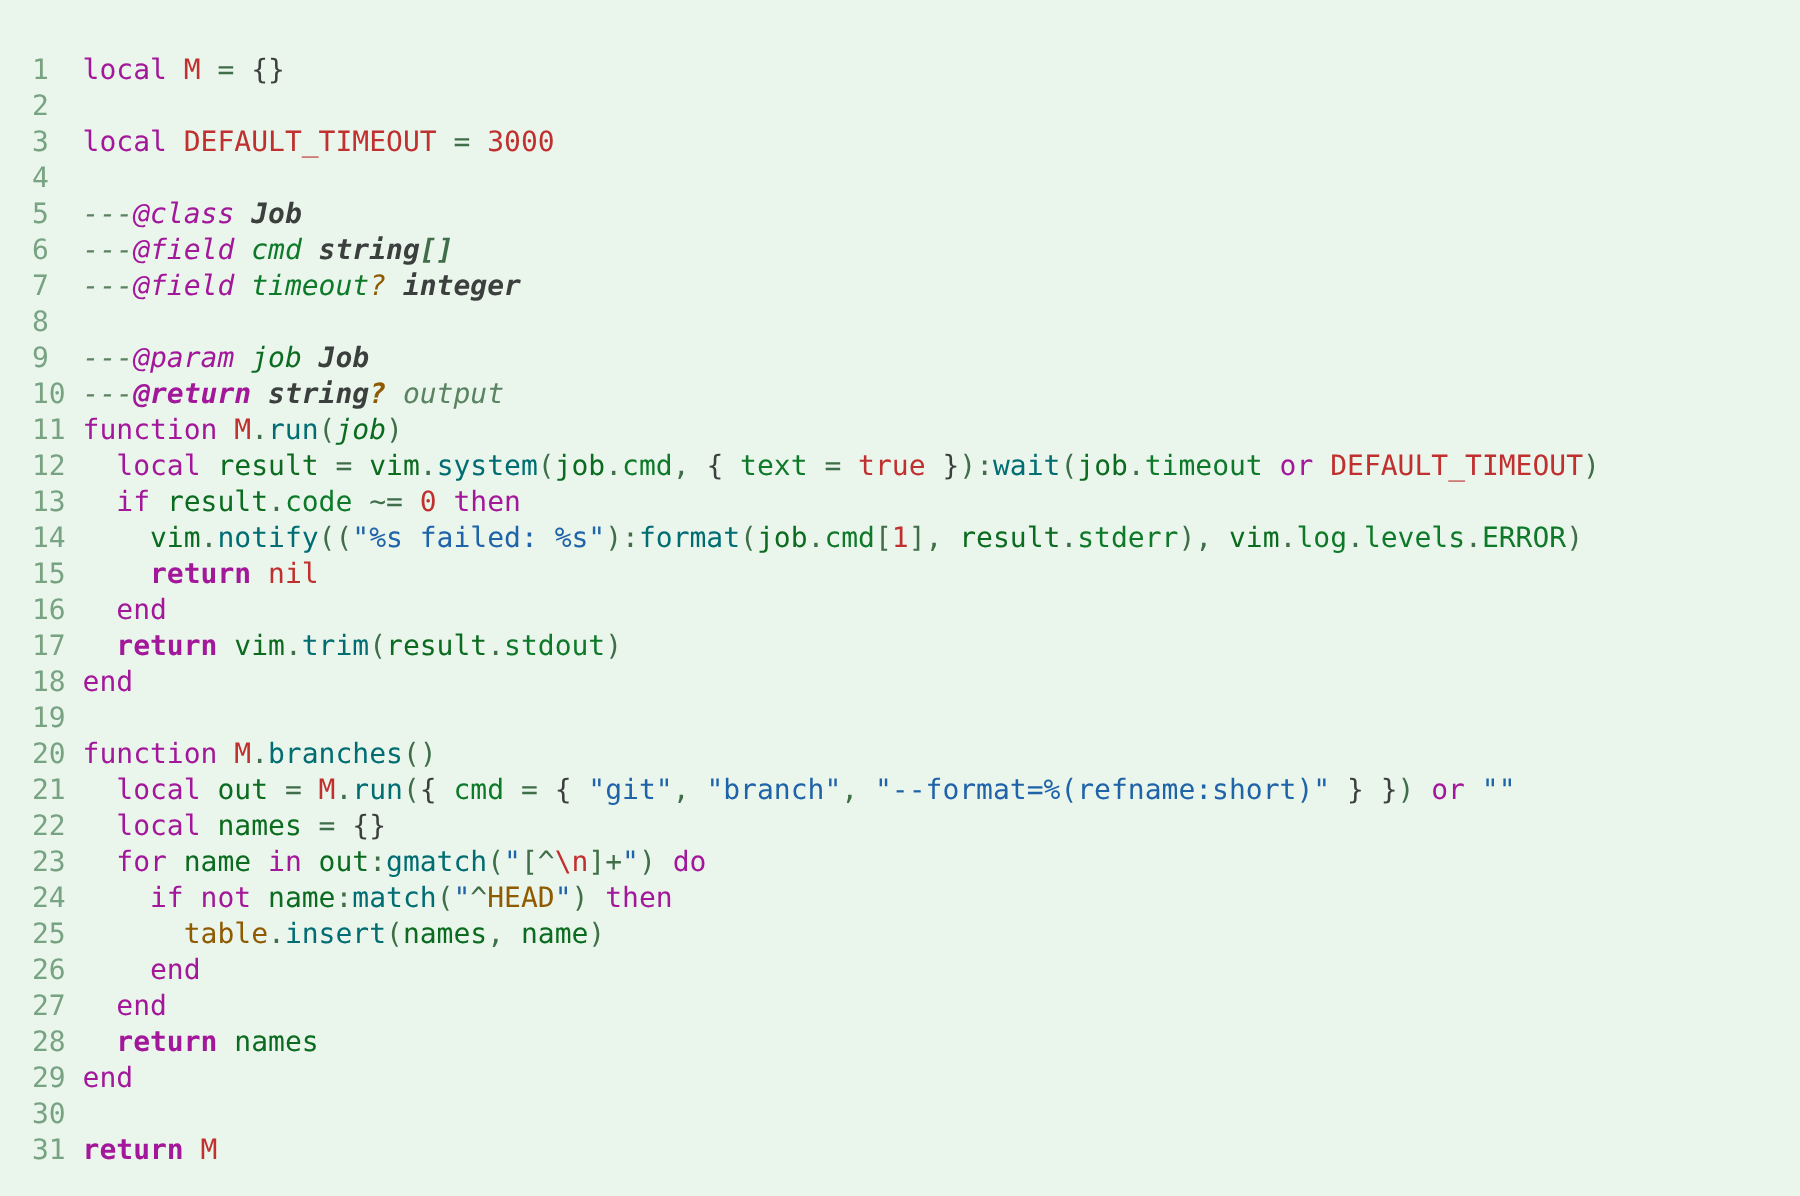 1 local M = {}
2
3 local DEFAULT_TIMEOUT = 3000
4
5 ---@class Job
6 ---@field cmd string[]
7 ---@field timeout? integer
8
9 ---@param job Job
10 ---@return string? output
11 function M.run(job)
12   local result = vim.system(job.cmd, { text = true }):wait(job.timeout or DEFAULT_TIMEOUT)
13   if result.code ~= 0 then
14     vim.notify(("%s failed: %s"):format(job.cmd[1], result.stderr), vim.log.levels.ERROR)
15     return nil
16   end
17   return vim.trim(result.stdout)
18 end
19
20 function M.branches()
21   local out = M.run({ cmd = { "git", "branch", "--format=%(refname:short)" } }) or ""
22   local names = {}
23   for name in out:gmatch("[^\n]+") do
24     if not name:match("^HEAD") then
25       table.insert(names, name)
26     end
27   end
28   return names
29 end
30
31 return M